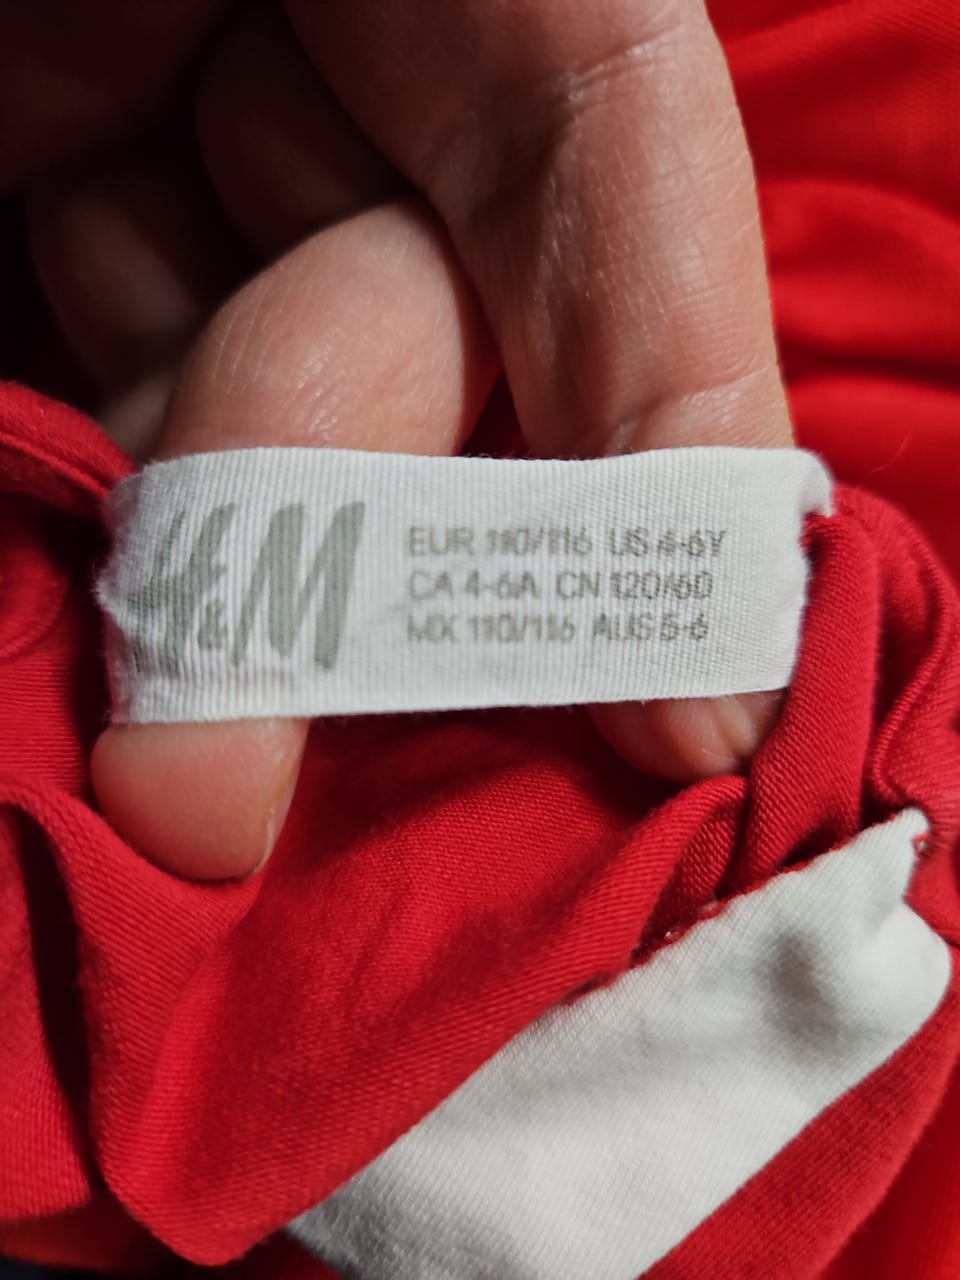 H&M
EUR 110/116 US 4-6Y
CA 4-6A CN 120/60
MX 110/116 AUS 5-6